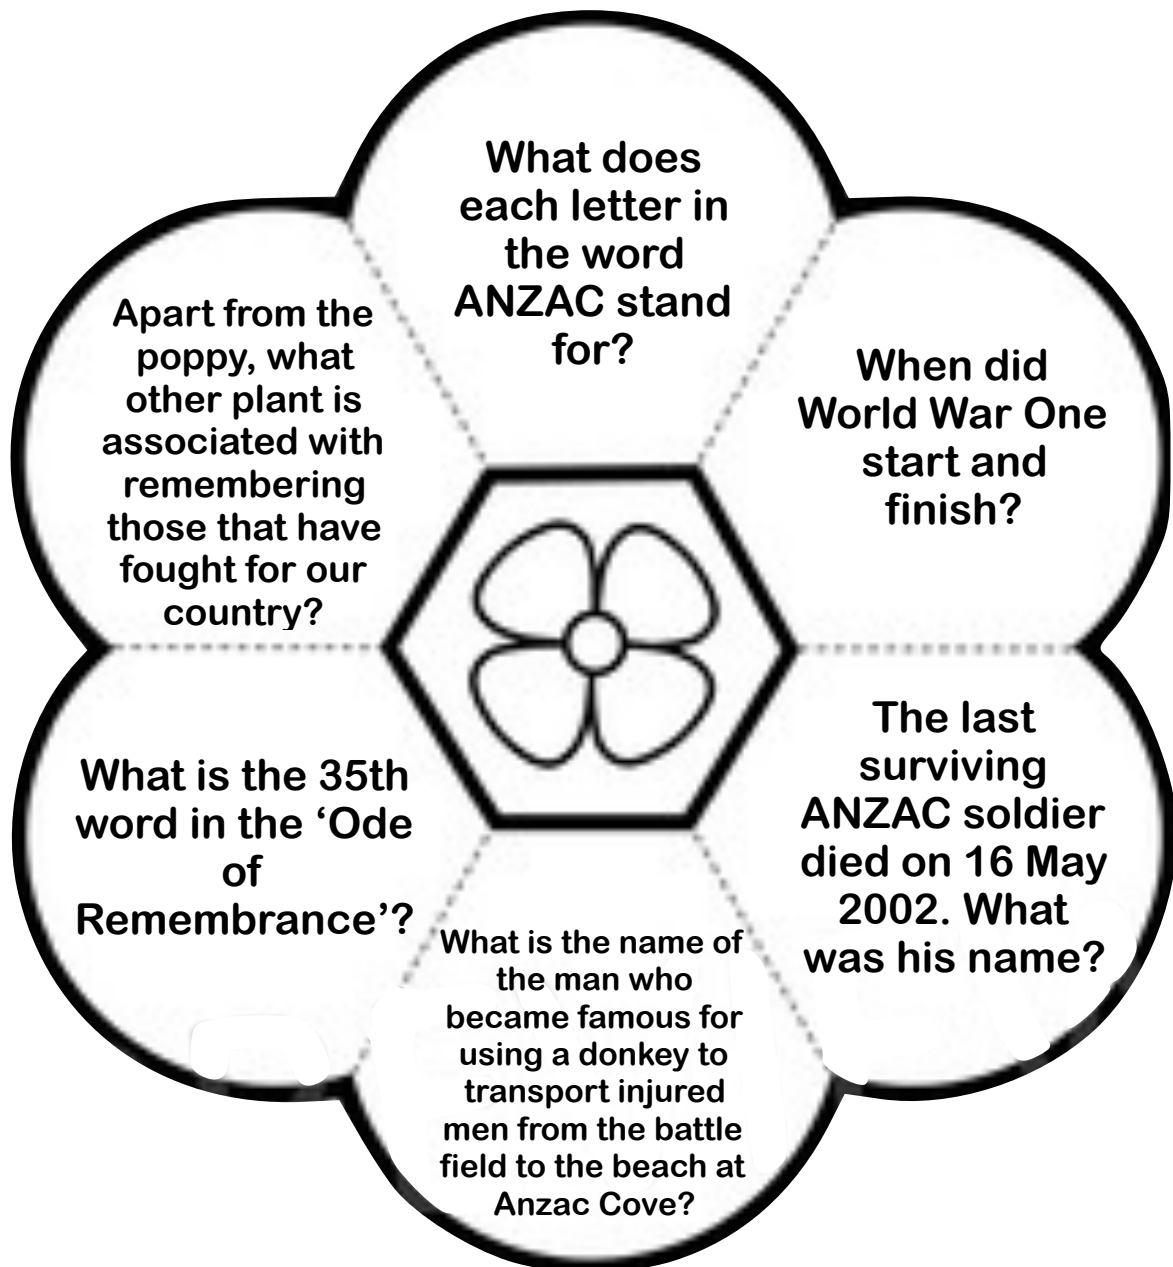 What does
each letter in
the word
ANZAC stand
for?
When did
World War One
start and
finish?
The last
surviving
ANZAC soldier
died on 16 May
2002. What
was his name?
What is the name of
the man who
became famous for
using a donkey to
transport injured
men from the battle
field to the beach at
Anzac Cove?
What is the 35th
word in the ‘Ode
of
Remembrance’?
Apart from the
poppy, what
other plant is
associated with
remembering
those that have
fought for our
country?